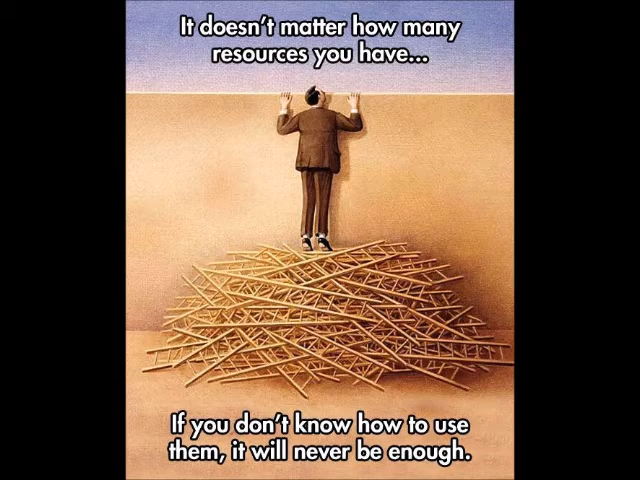 It doesn't matter how many
resources you have...
If you don't know how to use
them, it will never be enough.